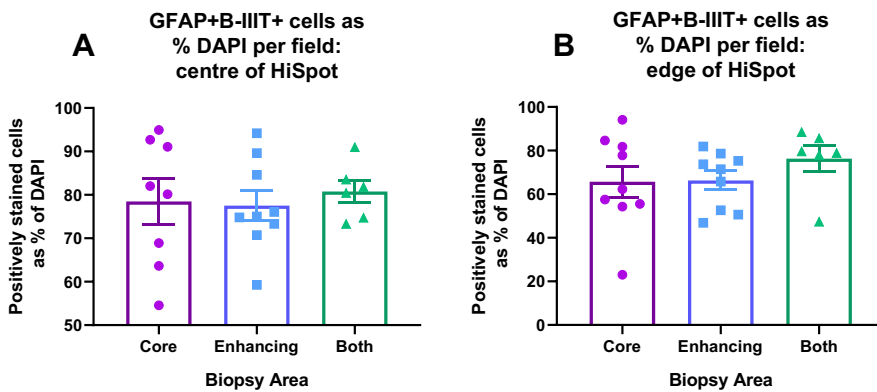 A
GFAP+B-IIIT+ cells as
% DAPI per field:
centre of HiSpot
Positively stained cells
as % of DAPI
100
90
80
70
60
50
Core
Enhancing
Both
Biopsy Area
B
GFAP+B-IIIT+ cells as
% DAPI per field:
edge of HiSpot
Positively stained cells
as % of DAPI
100
80
60
40
20
0
Core
Enhancing
Both
Biopsy Area